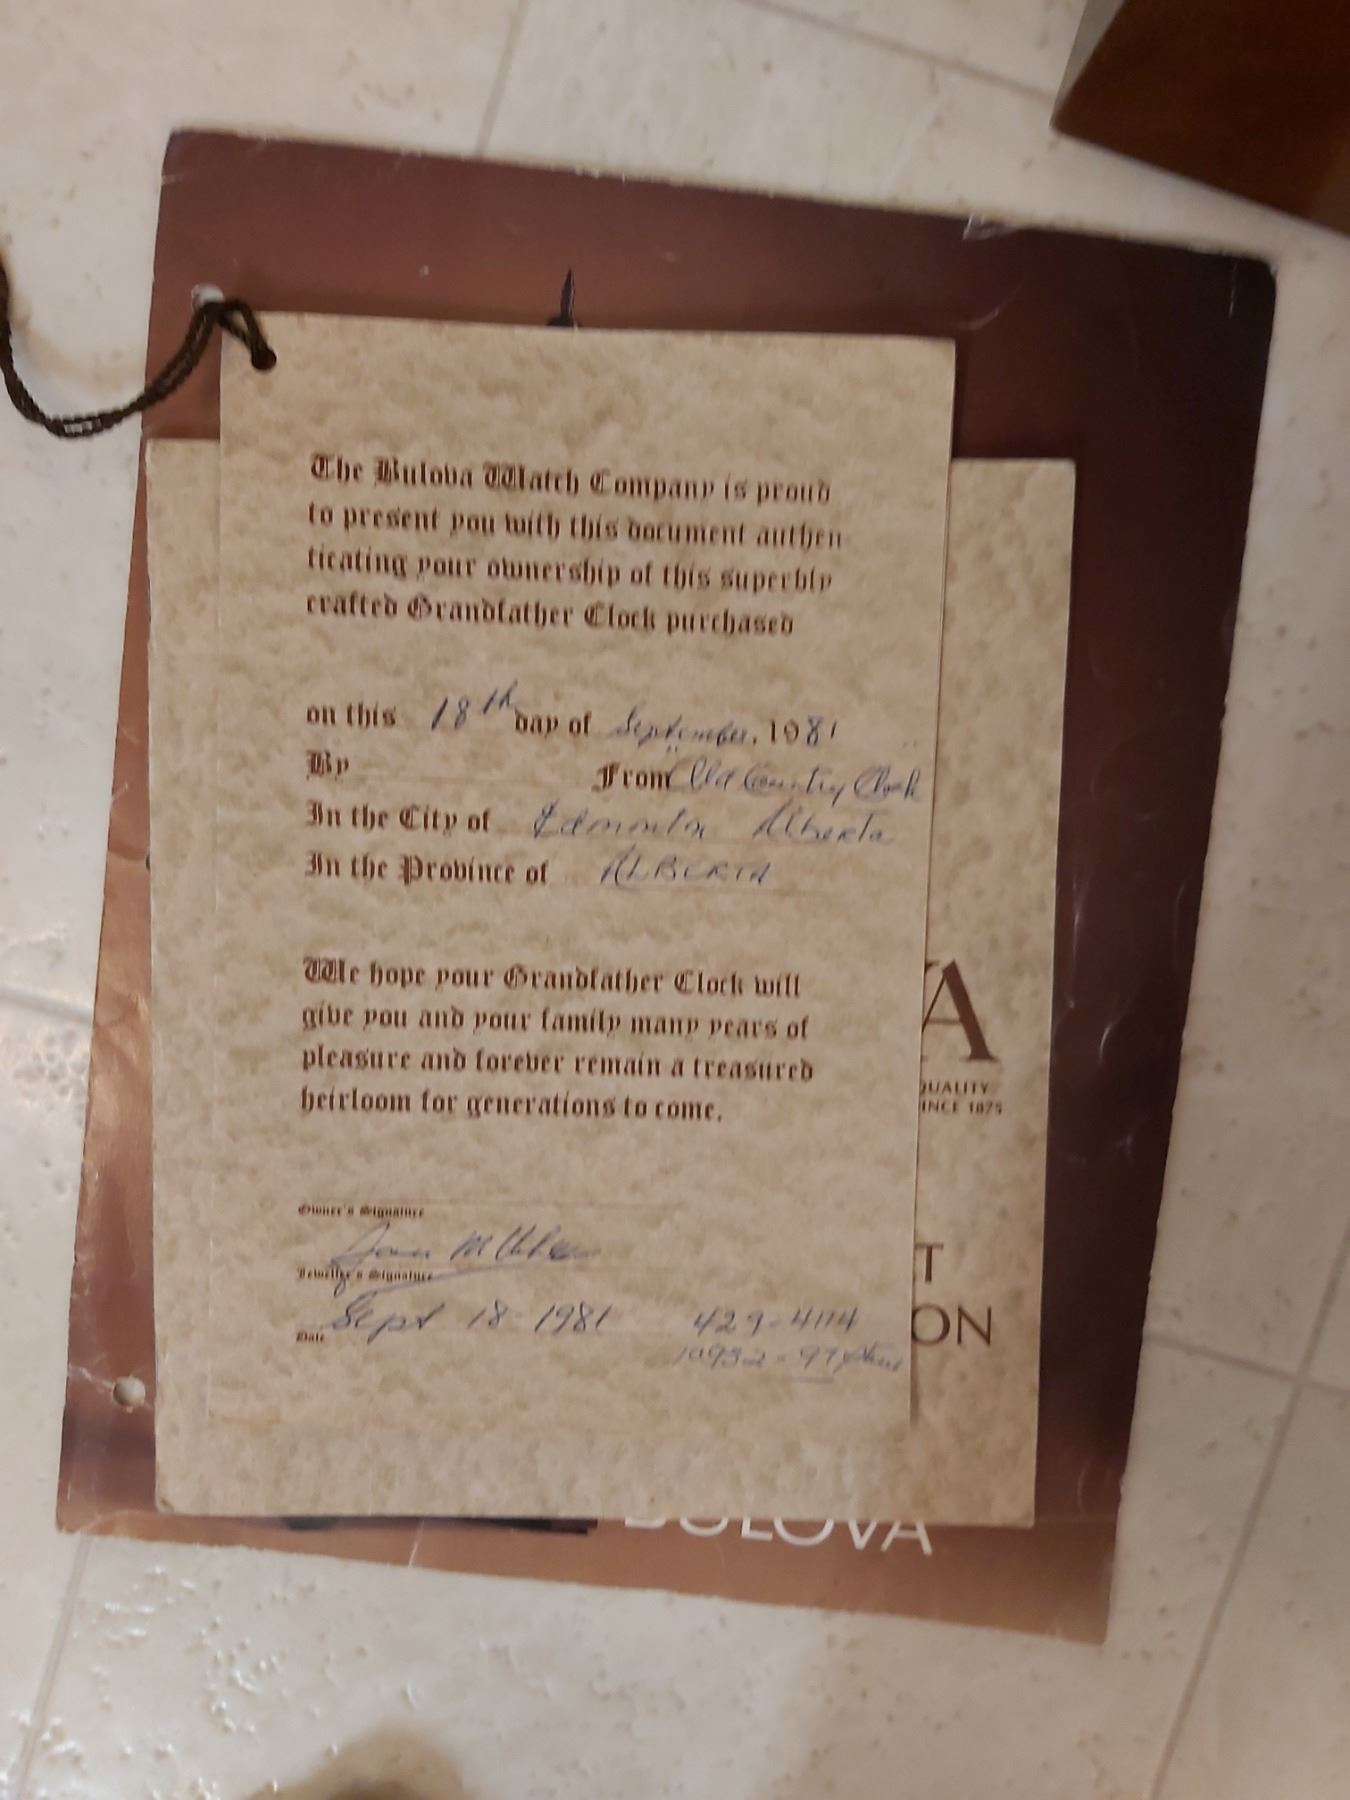 The Bulova Watch Company is proud
to present you with this document authen
ticating your ownership of this superbly
crafted Grandfather Clock purchased
on this 18th day of September, 1981
By From "Old Country Clock
In the City of Edmonton Alberta
In the Province of ALBERTA
We hope your Grandfather Clock will
give you and your family many years of
pleasure and forever remain a treasured
heirloom for generations to come.
Owner's Signature
Jeweller's Signature
Sept 18-1981 429-4114
Date 10932-97
VA
QUALITY
SINCE 1875
T
ON
BULOVA